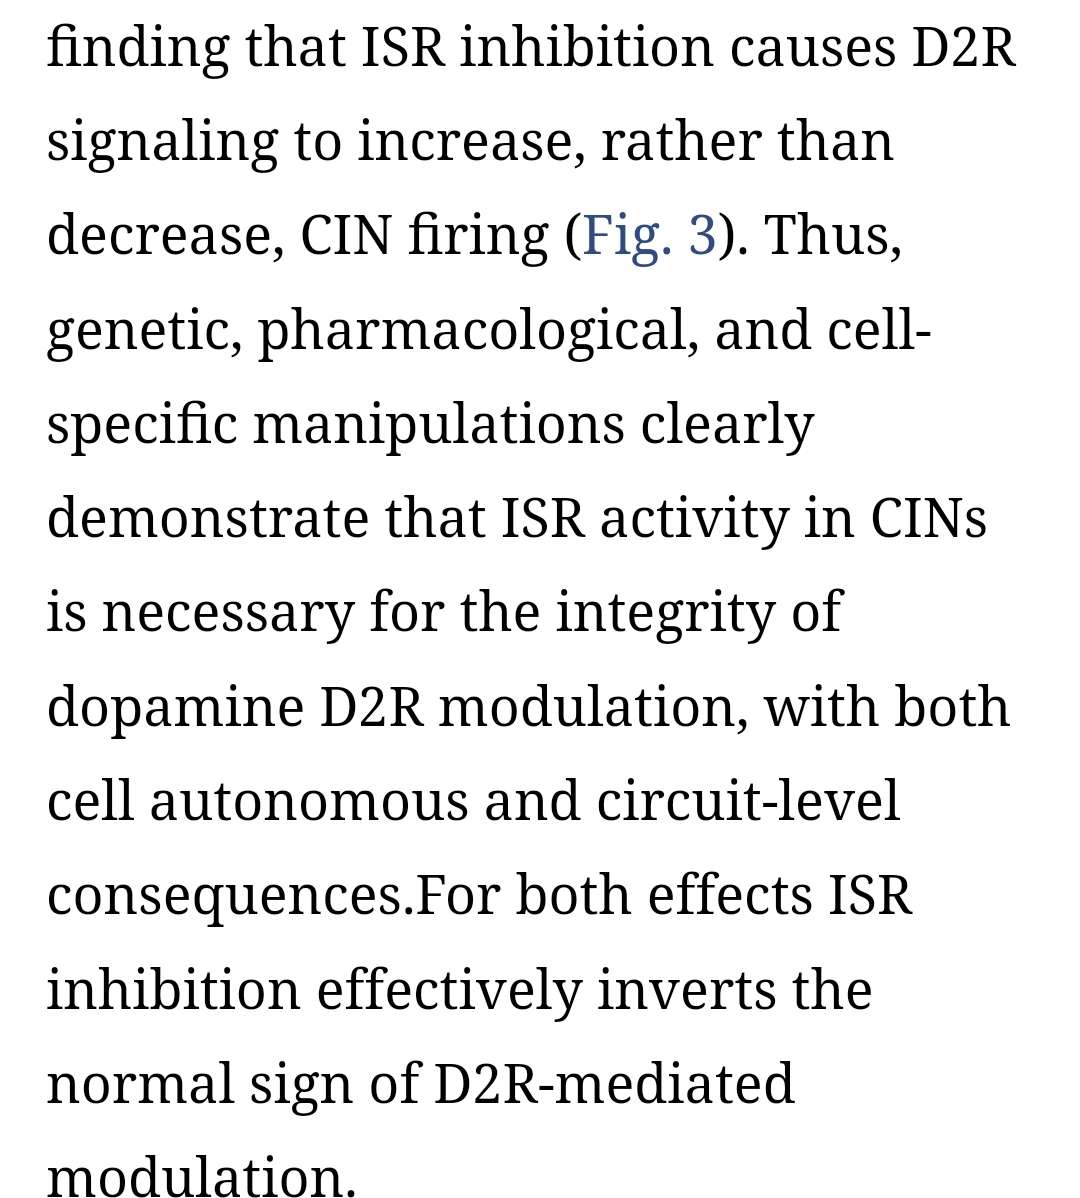 finding that ISR inhibition causes D2R
signaling to increase, rather than
decrease, CIN firing (Fig. 3). Thus,
genetic, pharmacological, and cell-
specific manipulations clearly
demonstrate that ISR activity in CINs
is necessary for the integrity of
dopamine D2R modulation, with both
cell autonomous and circuit-level
consequences.For both effects ISR
inhibition effectively inverts the
normal sign of D2R-mediated
modulation.